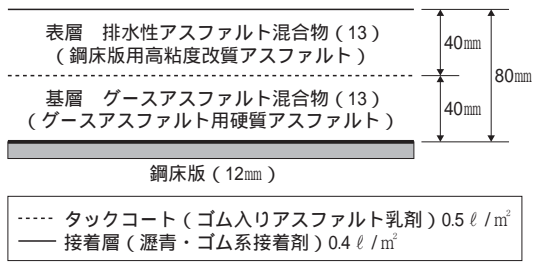 表層　排水性アスファルト混合物（13）
（鋼床版用高粘度改質アスファルト）
40㎜
80㎜
基層　グースアスファルト混合物（13）
（グースアスファルト用硬質アスファルト）
40㎜
鋼床版（12㎜）
タックコート（ゴム入りアスファルト乳剤）0.5ℓ/㎡
接着層（瀝青・ゴム系接着剤）0.4ℓ/㎡